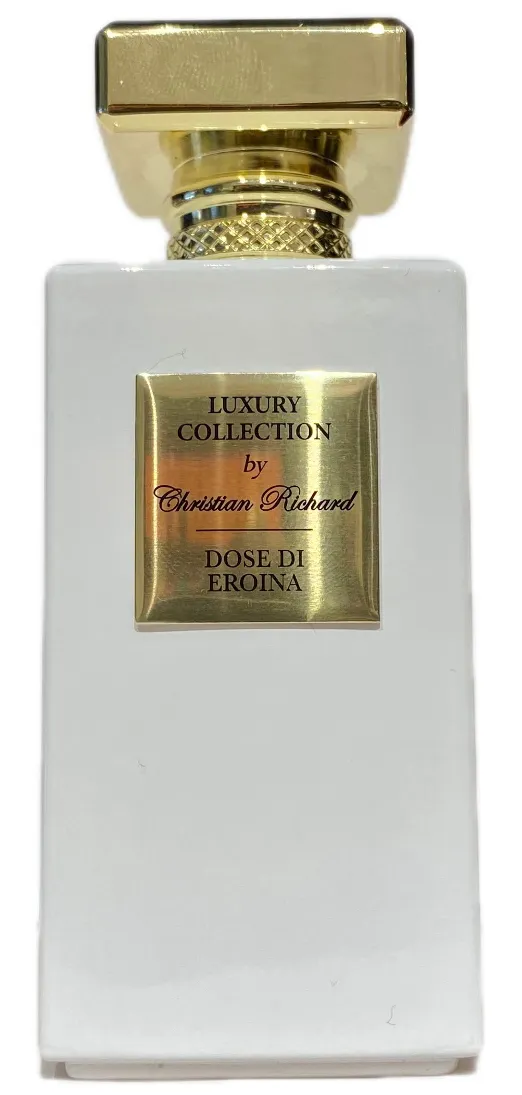 LUXURY
COLLECTION
by
Christian Richard
DOSE DI
EROINA